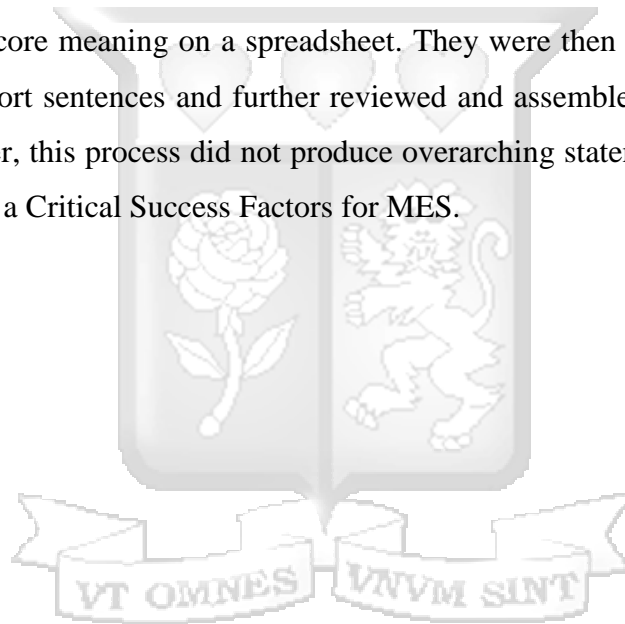 core meaning on a spreadsheet. They were then
ort sentences and further reviewed and assemble
er, this process did not produce overarching stater
a Critical Success Factors for MES.
VT OMNES VNVM SINT